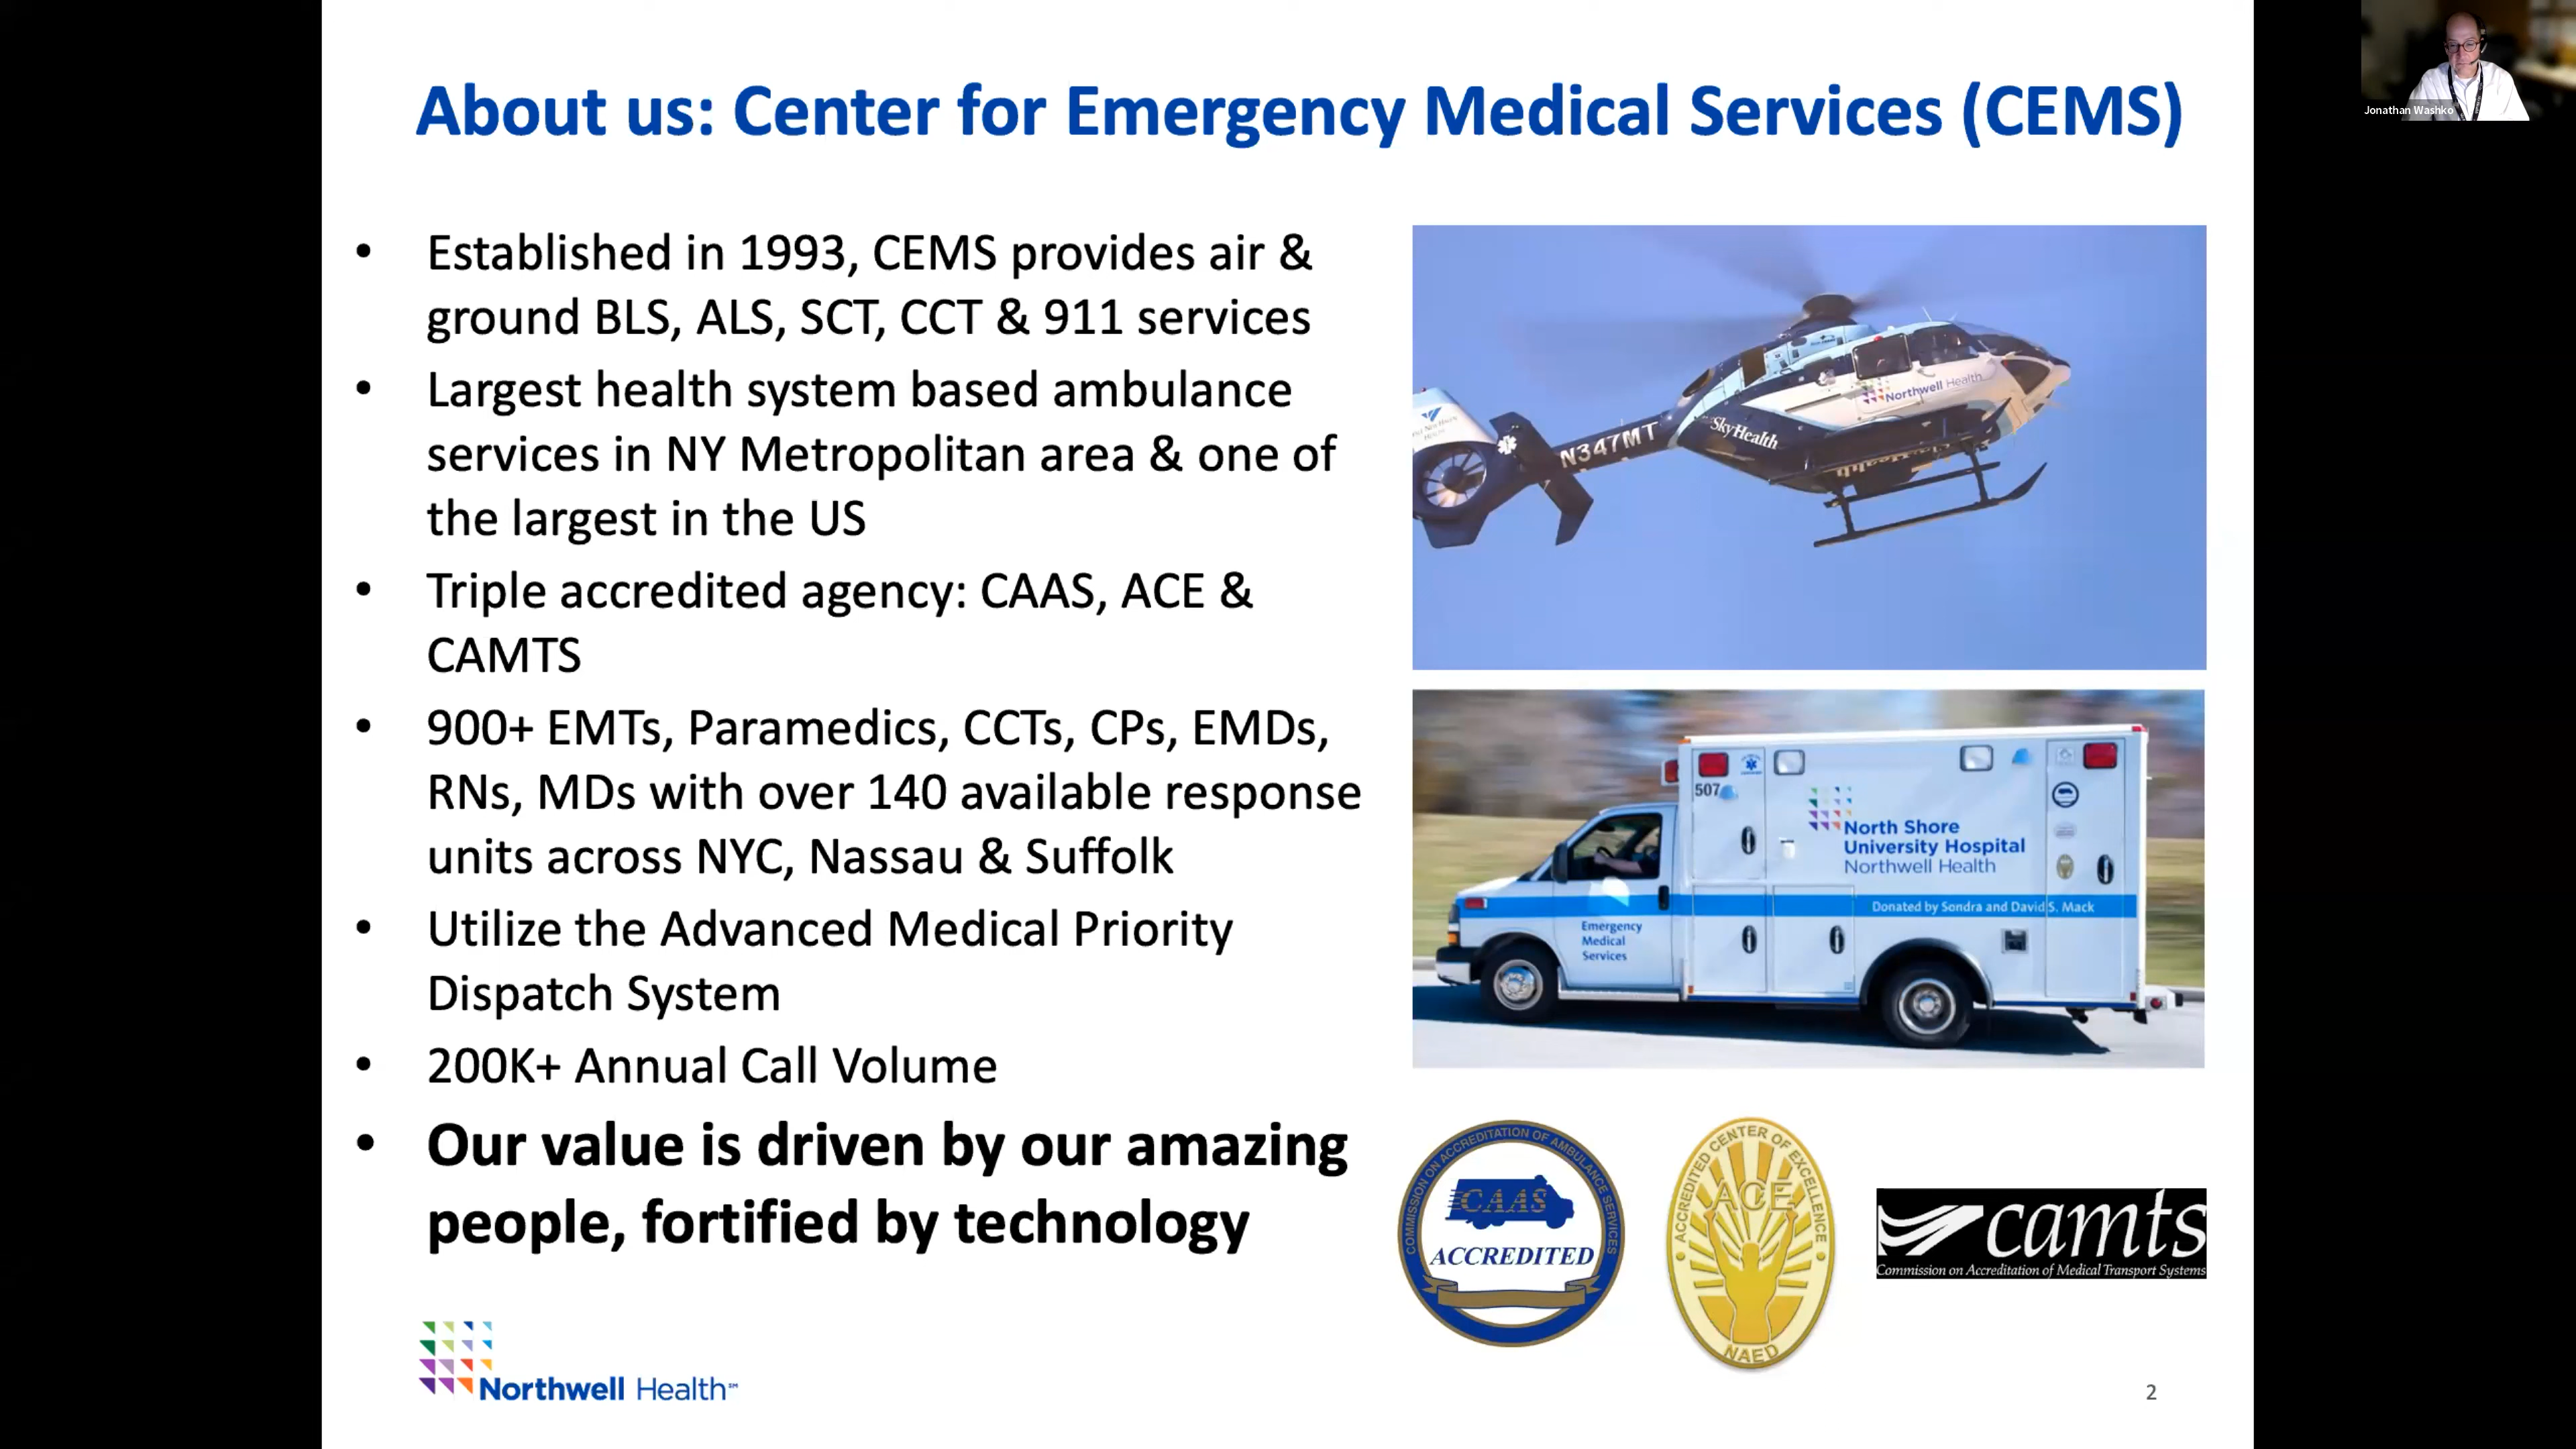 About us: Center for Emergency Medical Services (CEMS)
Jonathan Washko
• Established in 1993, CEMS provides air &
ground BLS, ALS, SCT, CCT & 911 services
• Largest health system based ambulance
services in NY Metropolitan area & one of
the largest in the US
• Triple accredited agency: CAAS, ACE &
CAMTS
• 900+ EMTs, Paramedics, CCTs, CPs, EMDs,
RNs, MDs with over 140 available response
units across NYC, Nassau & Suffolk
• Utilize the Advanced Medical Priority
Dispatch System
• 200K+ Annual Call Volume
• Our value is driven by our amazing
people, fortified by technology
Northwell Health
SkyHealth
N347MT
507
North Shore
University Hospital
Northwell Health
Donated by Sondra and David S. Mack
Emergency
Medical
Services
COMMISSION ON ACCREDITATION OF AMBULANCE SERVICES
CAAS
ACCREDITED
ACCREDITED CENTER OF EXCELLENCE
ACE
NAED
camts
Commission on Accreditation of Medical Transport Systems
Northwell Health℠
2